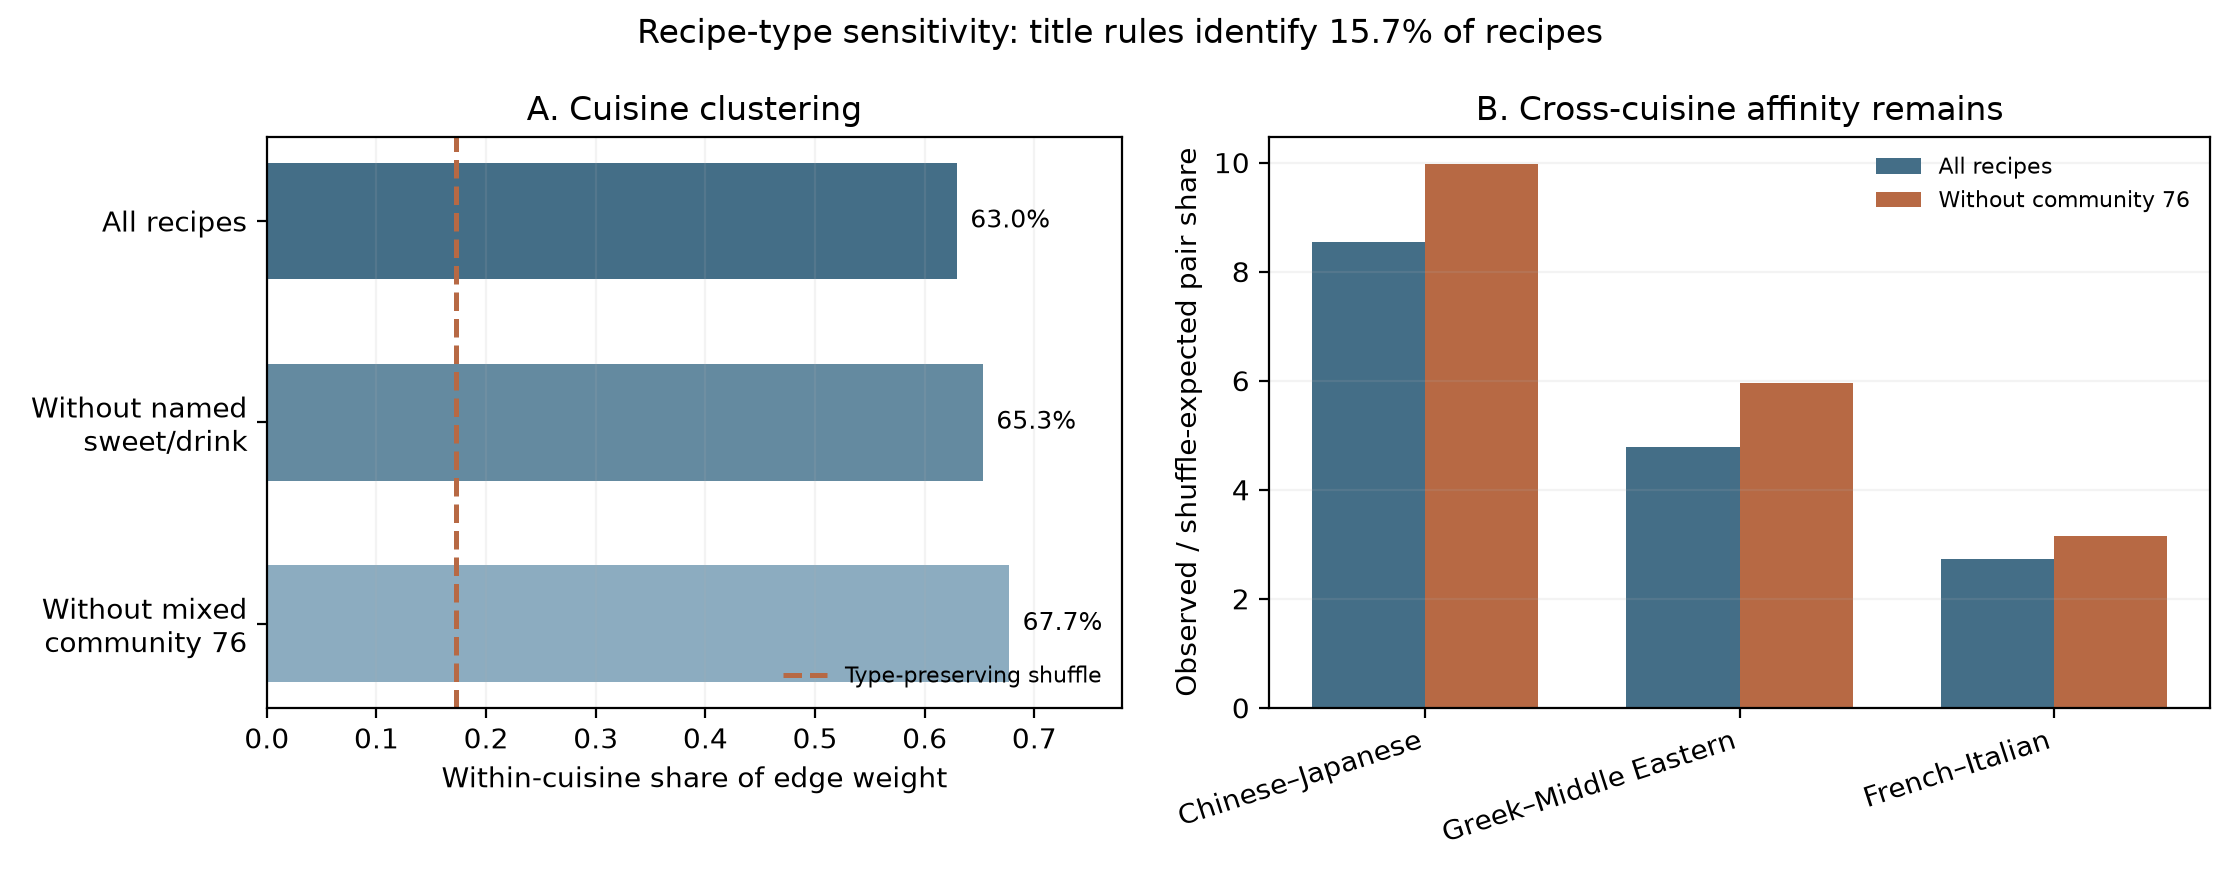 Recipe-type sensitivity: title rules identify 15.7% of recipes
A. Cuisine clustering
All recipes
63.0%
Without named
sweet/drink
65.3%
Without mixed
community 76
67.7%
Type-preserving shuffle
0.0 0.1 0.2 0.3 0.4 0.5 0.6 0.7
Within-cuisine share of edge weight
B. Cross-cuisine affinity remains
Observed / shuffle-expected pair share
10
8
6
4
2
0
All recipes
Without community 76
Chinese–Japanese
Greek–Middle Eastern
French–Italian